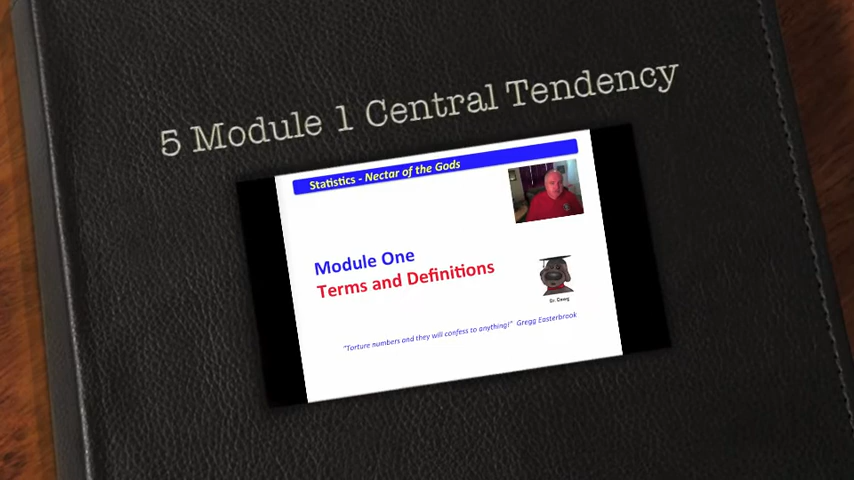 5 Module 1 Central Tendency
Statistics - Nectar of the Gods
Module One
Terms and Definitions
Dr. Dawg
"Torture numbers and they will confess to anything!" Gregg Easterbrook